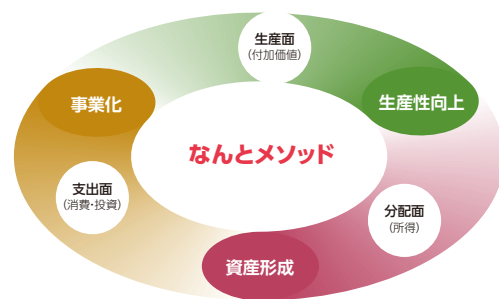 生産面
(付加価値)
事業化
生産性向上
なんとメソッド
支出面
(消費・投資)
分配面
(所得)
資産形成